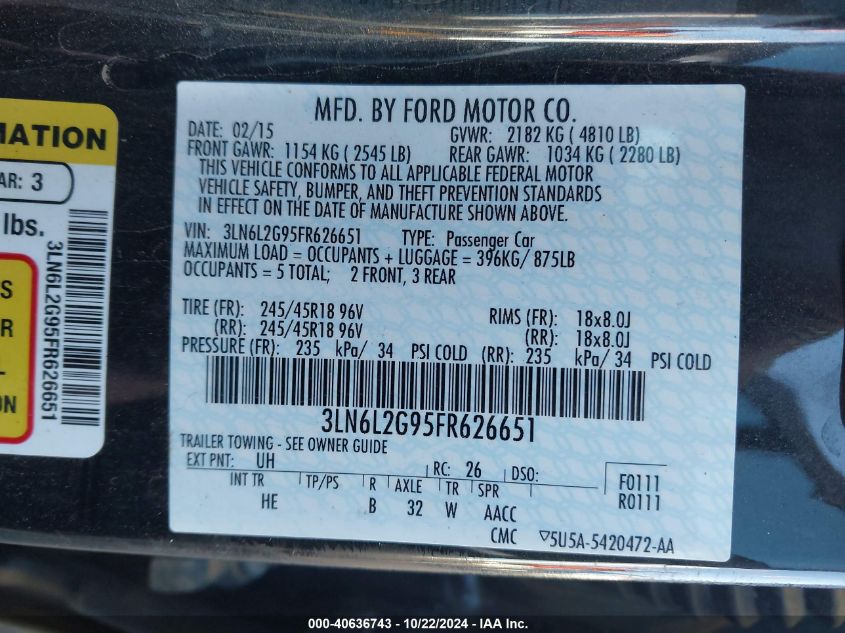 MATION
AR: 3
lbs.
S
R
L
ON
3LN6L2G95FR626651
MFD. BY FORD MOTOR CO.
DATE: 02/15 GVWR: 2182 KG ( 4810 LB)
FRONT GAWR: 1154 KG ( 2545 LB) REAR GAWR: 1034 KG ( 2280 LB)
THIS VEHICLE CONFORMS TO ALL APPLICABLE FEDERAL MOTOR
VEHICLE SAFETY, BUMPER, AND THEFT PREVENTION STANDARDS
IN EFFECT ON THE DATE OF MANUFACTURE SHOWN ABOVE.
VIN: 3LN6L2G95FR626651 TYPE: Passenger Car
MAXIMUM LOAD = OCCUPANTS + LUGGAGE = 396KG/ 875LB
OCCUPANTS = 5 TOTAL; 2 FRONT, 3 REAR
TIRE (FR): 245/45R18 96V RIMS (FR): 18x8.0J
(RR): 245/45R18 96V (RR): 18x8.0J
PRESSURE (FR): 235 kPa/ 34 PSI COLD (RR): 235 kPa/ 34 PSI COLD
3LN6L2G95FR626651
TRAILER TOWING - SEE OWNER GUIDE
EXT PNT: UH RC: 26 DSO: F0111
INT TR TP/PS R AXLE TR SPR R0111
HE B 32 W AACC
CMC ▽5U5A-5420472-AA
000-40636743 - 10/22/2024 - IAA Inc.